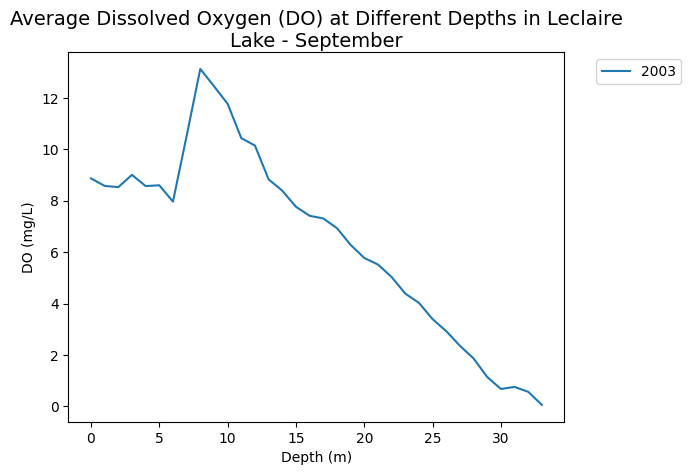 Average Dissolved Oxygen (DO) at Different Depths in Leclaire
Lake - September
2003
12
10
8
6
4
2
0
DO (mg/L)
0 5 10 15 20 25 30
Depth (m)